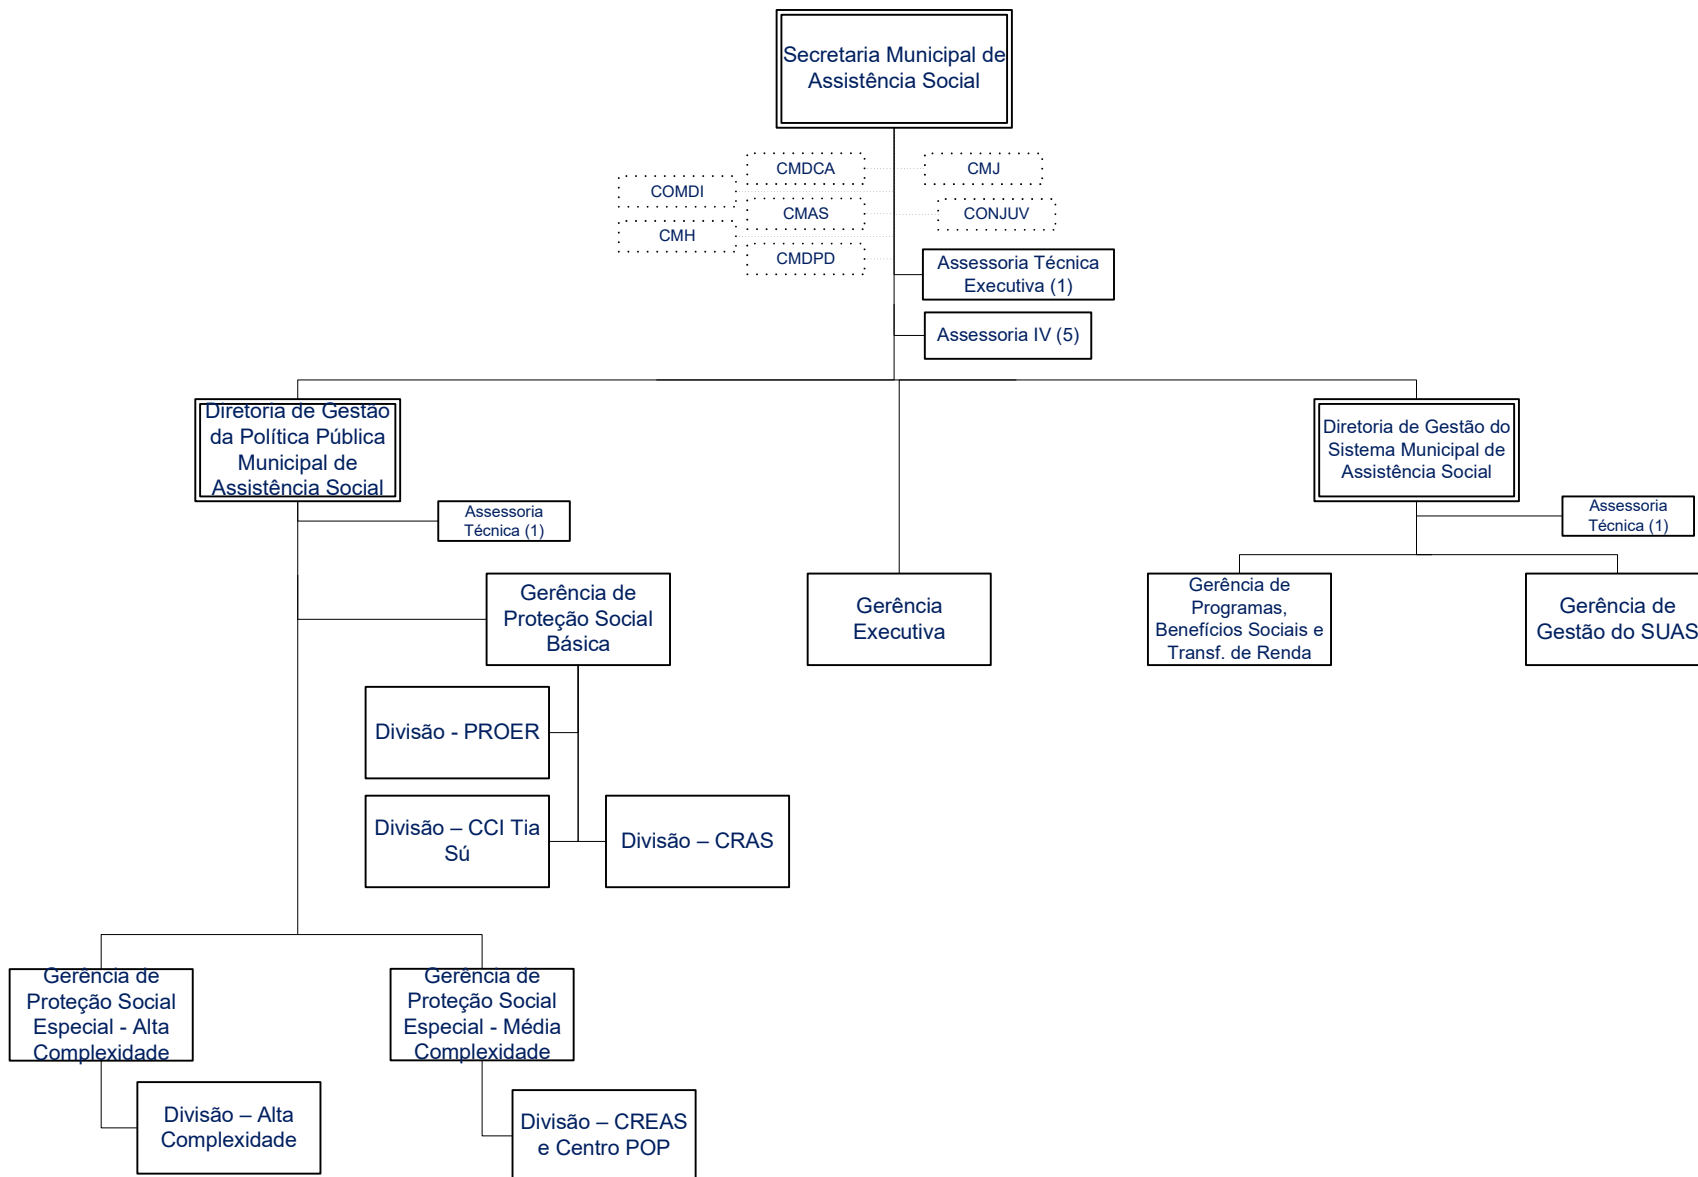 Secretaria Municipal de
Assistência Social
CMDCA
CMJ
COMDI
CMAS
CONJUV
CMH
CMDPD
Assessoria Técnica
Executiva (1)
Assessoria IV (5)
Diretoria de Gestão
da Política Pública
Municipal de
Assistência Social
Diretoria de Gestão do
Sistema Municipal de
Assistência Social
Assessoria
Técnica (1)
Assessoria
Técnica (1)
Gerência de
Proteção Social
Básica
Gerência
Executiva
Gerência de
Programas,
Benefícios Sociais e
Transf. de Renda
Gerência de
Gestão do SUAS
Divisão - PROER
Divisão – CCI Tia
Sú
Divisão – CRAS
Gerência de
Proteção Social
Especial - Alta
Complexidade
Gerência de
Proteção Social
Especial - Média
Complexidade
Divisão – Alta
Complexidade
Divisão – CREAS
e Centro POP